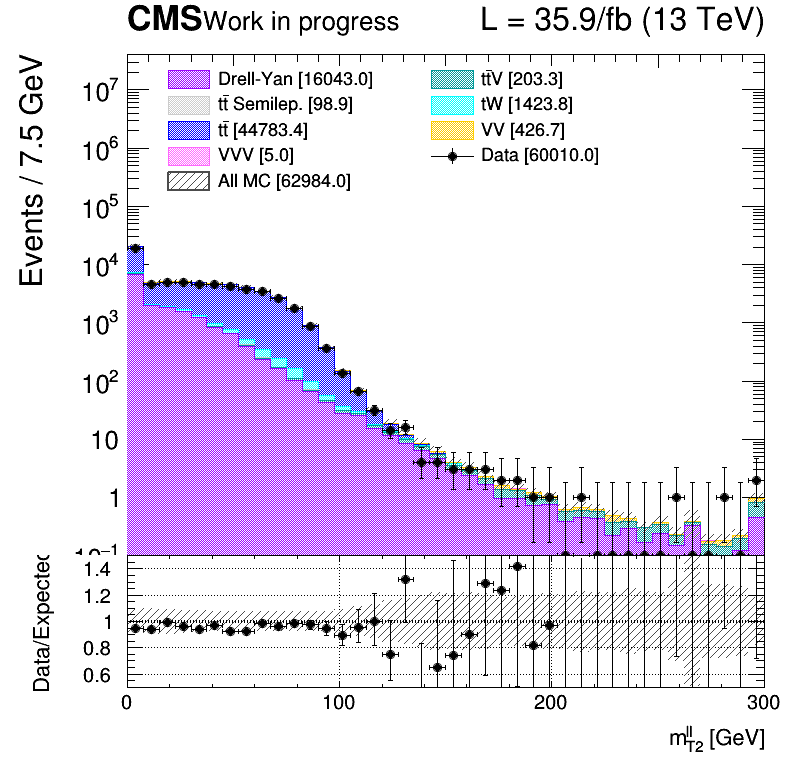 CMS Work in progress L = 35.9/fb (13 TeV)
Events / 7.5 GeV
Drell-Yan [16043.0]
tt̄ Semilep. [98.9]
tt̄ [44783.4]
VVV [5.0]
All MC [62984.0]
tt̄V [203.3]
tW [1423.8]
VV [426.7]
Data [60010.0]
10⁷
10⁶
10⁵
10⁴
10³
10²
10
1
10⁻¹
Data/Expected
1.4
1.2
1
0.8
0.6
0 100 200 300
m_{T2}^{ll} [GeV]